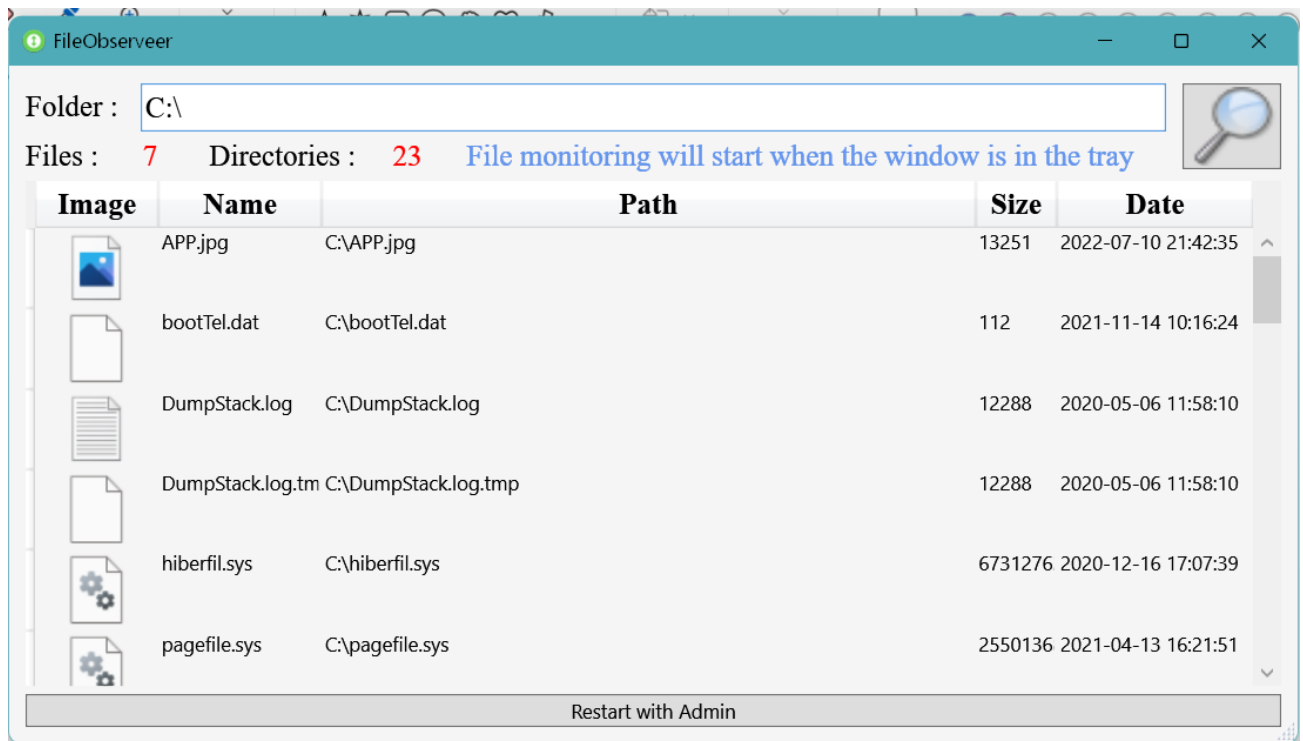 FileObserveer
Folder : C:\
Files : 7 Directories : 23 File monitoring will start when the window is in the tray
Image Name Path Size Date
APP.jpg C:\APP.jpg 13251 2022-07-10 21:42:35
bootTel.dat C:\bootTel.dat 112 2021-11-14 10:16:24
DumpStack.log C:\DumpStack.log 12288 2020-05-06 11:58:10
DumpStack.log.tm C:\DumpStack.log.tmp 12288 2020-05-06 11:58:10
hiberfil.sys C:\hiberfil.sys 6731276 2020-12-16 17:07:39
pagefile.sys C:\pagefile.sys 2550136 2021-04-13 16:21:51
Restart with Admin